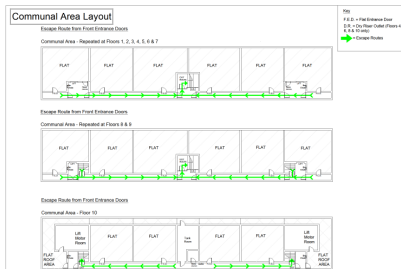 Communal Area Layout
Key
F.E.D. = Flat Entrance Door
D.R. = Dry Riser Outlet (Floors 4,
6, 8 & 10 only)
= Escape Routes
Escape Route from Front Entrance Doors
Communal Area - Repeated at Floors 1, 2, 3, 4, 5, 6 & 7
FLAT FLAT FLAT FLAT FLAT FLAT
Escape Route from Front Entrance Doors
Communal Area - Repeated at Floors 8 & 9
FLAT FLAT FLAT FLAT FLAT FLAT
Escape Route from Front Entrance Doors
Communal Area - Floor 10
Lift
Motor
Room
FLAT FLAT
Tank
Room
FLAT FLAT
Lift
Motor
Room
FLAT
ROOF
AREA
FLAT
ROOF
AREA